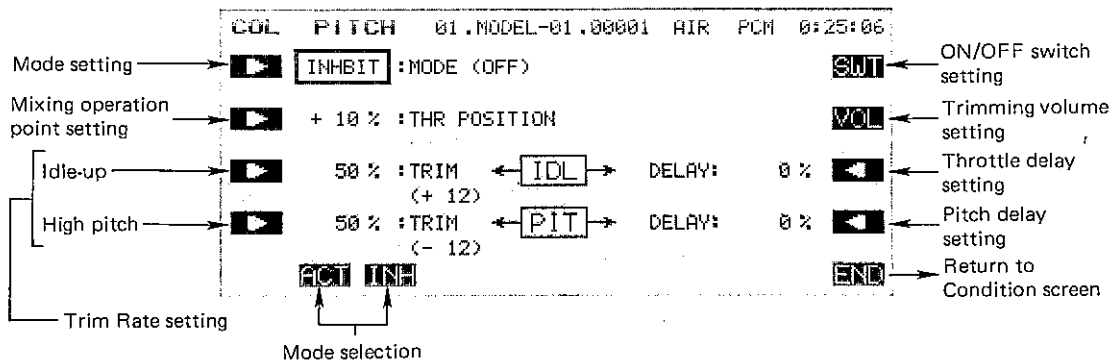 COL PITCH 01.MODEL-01.00001 AIR PCM 0:25:06
Mode setting
INHBIT :MODE (OFF)
SWT
ON/OFF switch
setting
Mixing operation
point setting
+ 10 % :THR POSITION
VOL
Trimming volume
setting
Idle-up
50 % :TRIM IDL DELAY: 0 %
(+ 12)
Throttle delay
setting
High pitch
50 % :TRIM PIT DELAY: 0 %
(- 12)
Pitch delay
setting
ACT INH
END
Return to
Condition screen
Trim Rate setting
Mode selection